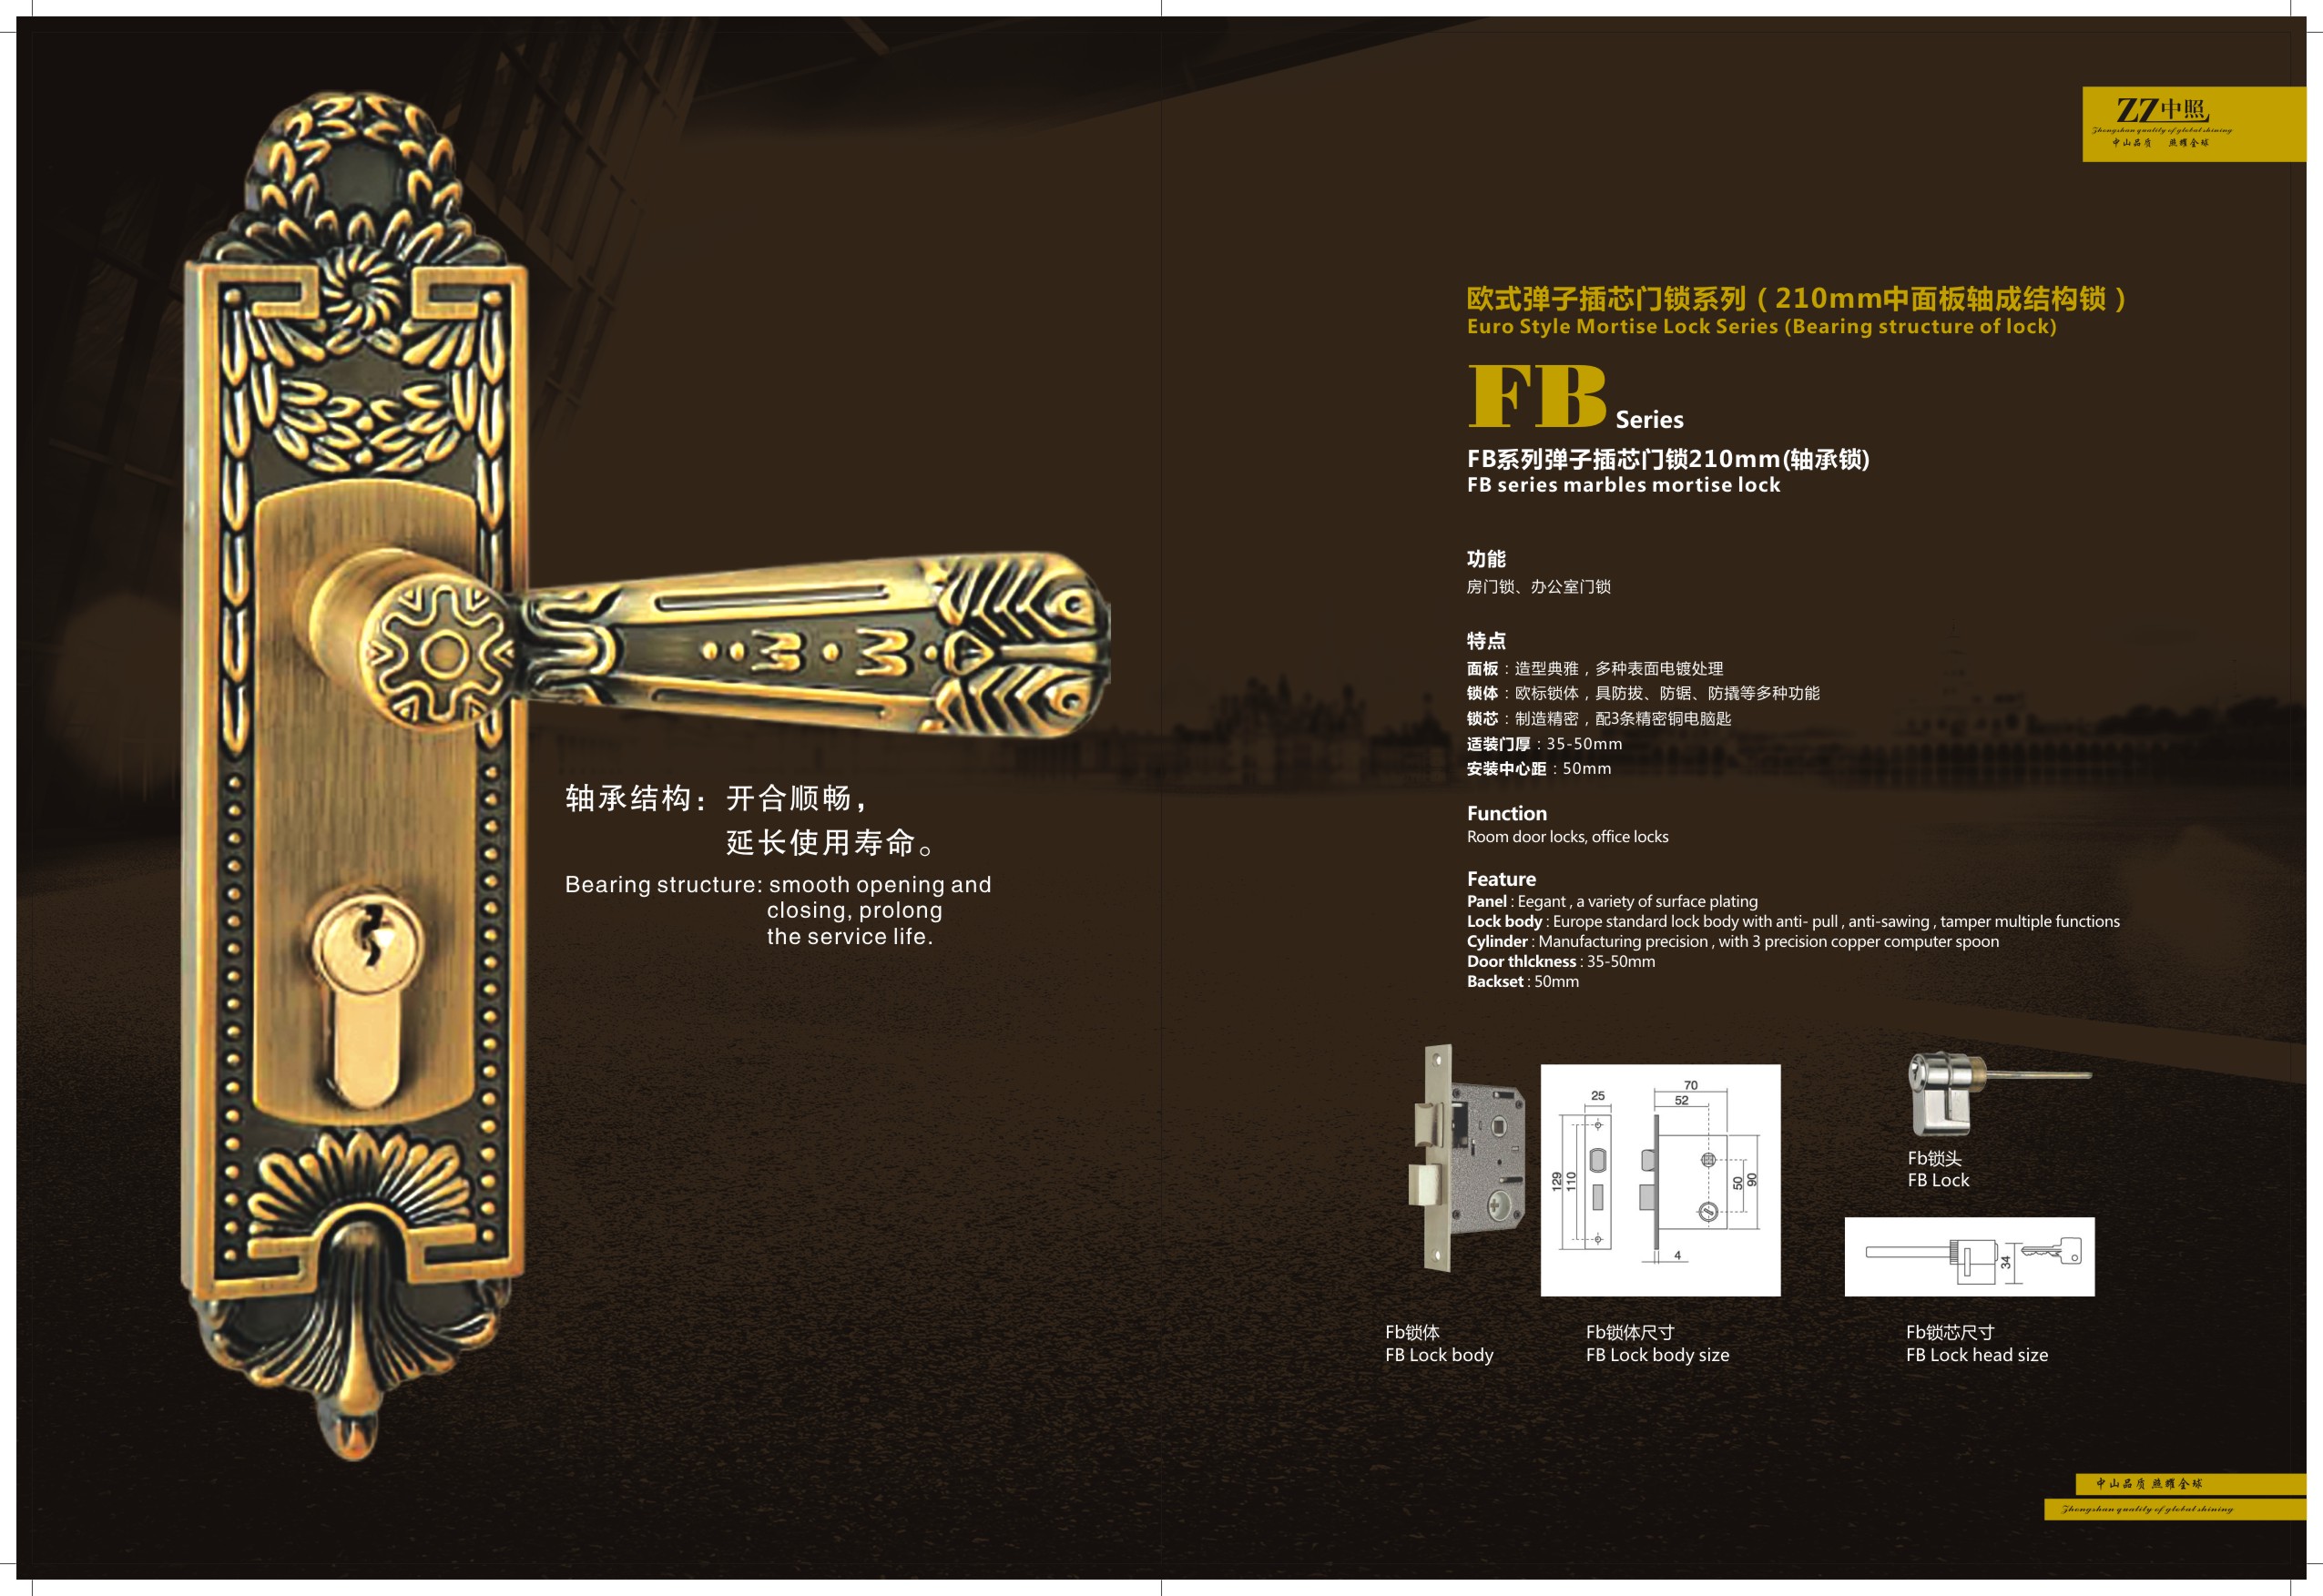 ZZ中照
Zhongshan quality of global shining
中山品质 照耀全球
欧式弹子插芯门锁系列（210mm中面板轴成结构锁）
Euro Style Mortise Lock Series (Bearing structure of lock)
FB Series
FB系列弹子插芯门锁210mm(轴承锁)
FB series marbles mortise lock
功能
房门锁、办公室门锁
特点
面板：造型典雅，多种表面电镀处理
锁体：欧标锁体，具防拔、防锯、防撬等多种功能
锁芯：制造精密，配3条精密铜电脑匙
适装门厚：35-50mm
安装中心距：50mm
Function
Room door locks, office locks
Feature
Panel : Eegant , a variety of surface plating
Lock body : Europe standard lock body with anti- pull , anti-sawing , tamper multiple functions
Cylinder : Manufacturing precision , with 3 precision copper computer spoon
Door thlckness : 35-50mm
Backset : 50mm
轴承结构：开合顺畅，
延长使用寿命。
Bearing structure: smooth opening and
closing, prolong
the service life.
70
25
52
129
110
50
90
4
Fb锁头
FB Lock
34
Fb锁体
FB Lock body
Fb锁体尺寸
FB Lock body size
Fb锁芯尺寸
FB Lock head size
中山品质 照耀全球
Zhongshan quality of global shining